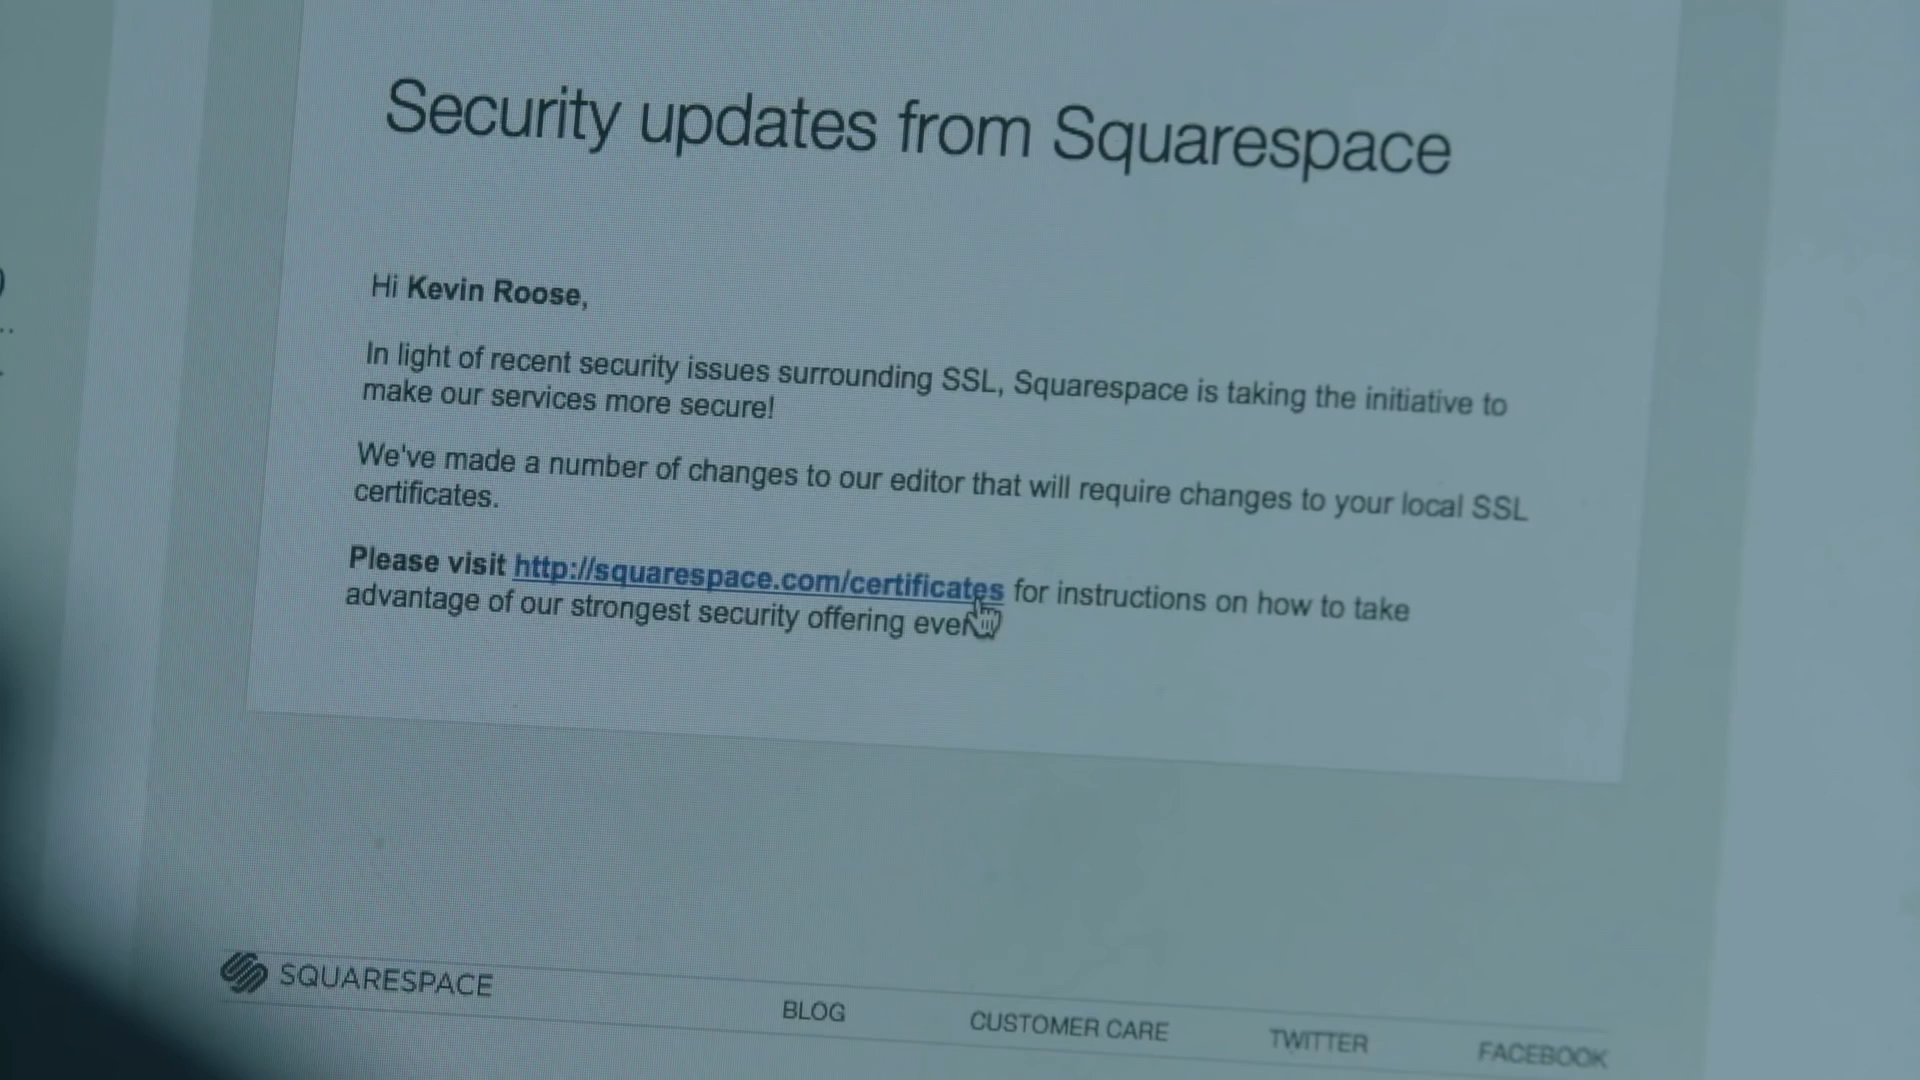 Security updates from Squarespace
Hi Kevin Roose,
In light of recent security issues surrounding SSL, Squarespace is taking the initiative to
make our services more secure!
We've made a number of changes to our editor that will require changes to your local SSL
certificates.
Please visit http://squarespace.com/certificates for instructions on how to take
advantage of our strongest security offering ever
SQUARESPACE
BLOG
CUSTOMER CARE
TWITTER
FACEBOOK